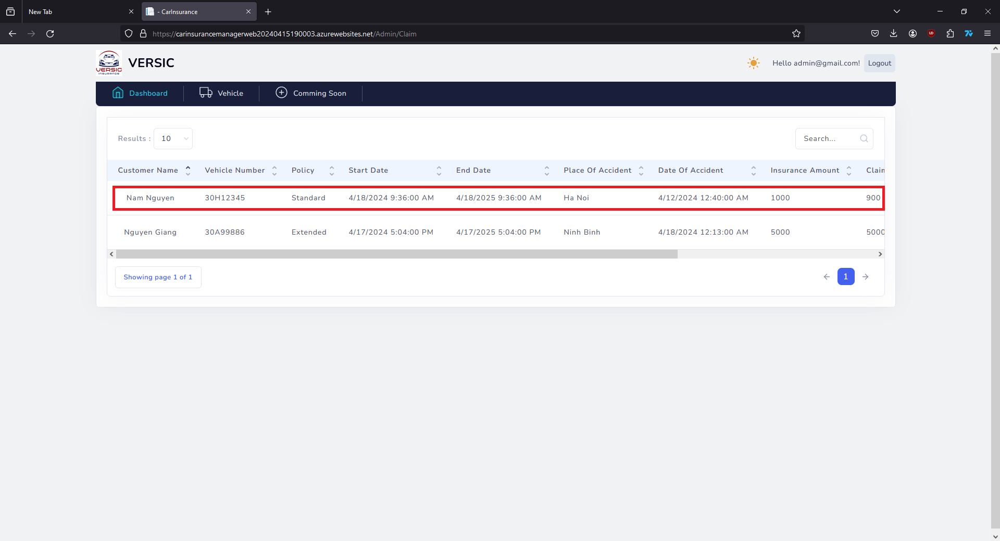 New Tab
- CarInsurance
https://carinsurancemanagerweb20240415190003.azurewebsites.net/Admin/Claim
VERSIC INSURANCE
VERSIC
Hello admin@gmail.com! Logout
Dashboard Vehicle Comming Soon
Results : 10 Search...
Customer Name Vehicle Number Policy Start Date End Date Place Of Accident Date Of Accident Insurance Amount Claim
Nam Nguyen 30H12345 Standard 4/18/2024 9:36:00 AM 4/18/2025 9:36:00 AM Ha Noi 4/12/2024 12:40:00 AM 1000 900
Nguyen Giang 30A99886 Extended 4/17/2024 5:04:00 PM 4/17/2025 5:04:00 PM Ninh Binh 4/18/2024 12:13:00 AM 5000 5000
Showing page 1 of 1 1